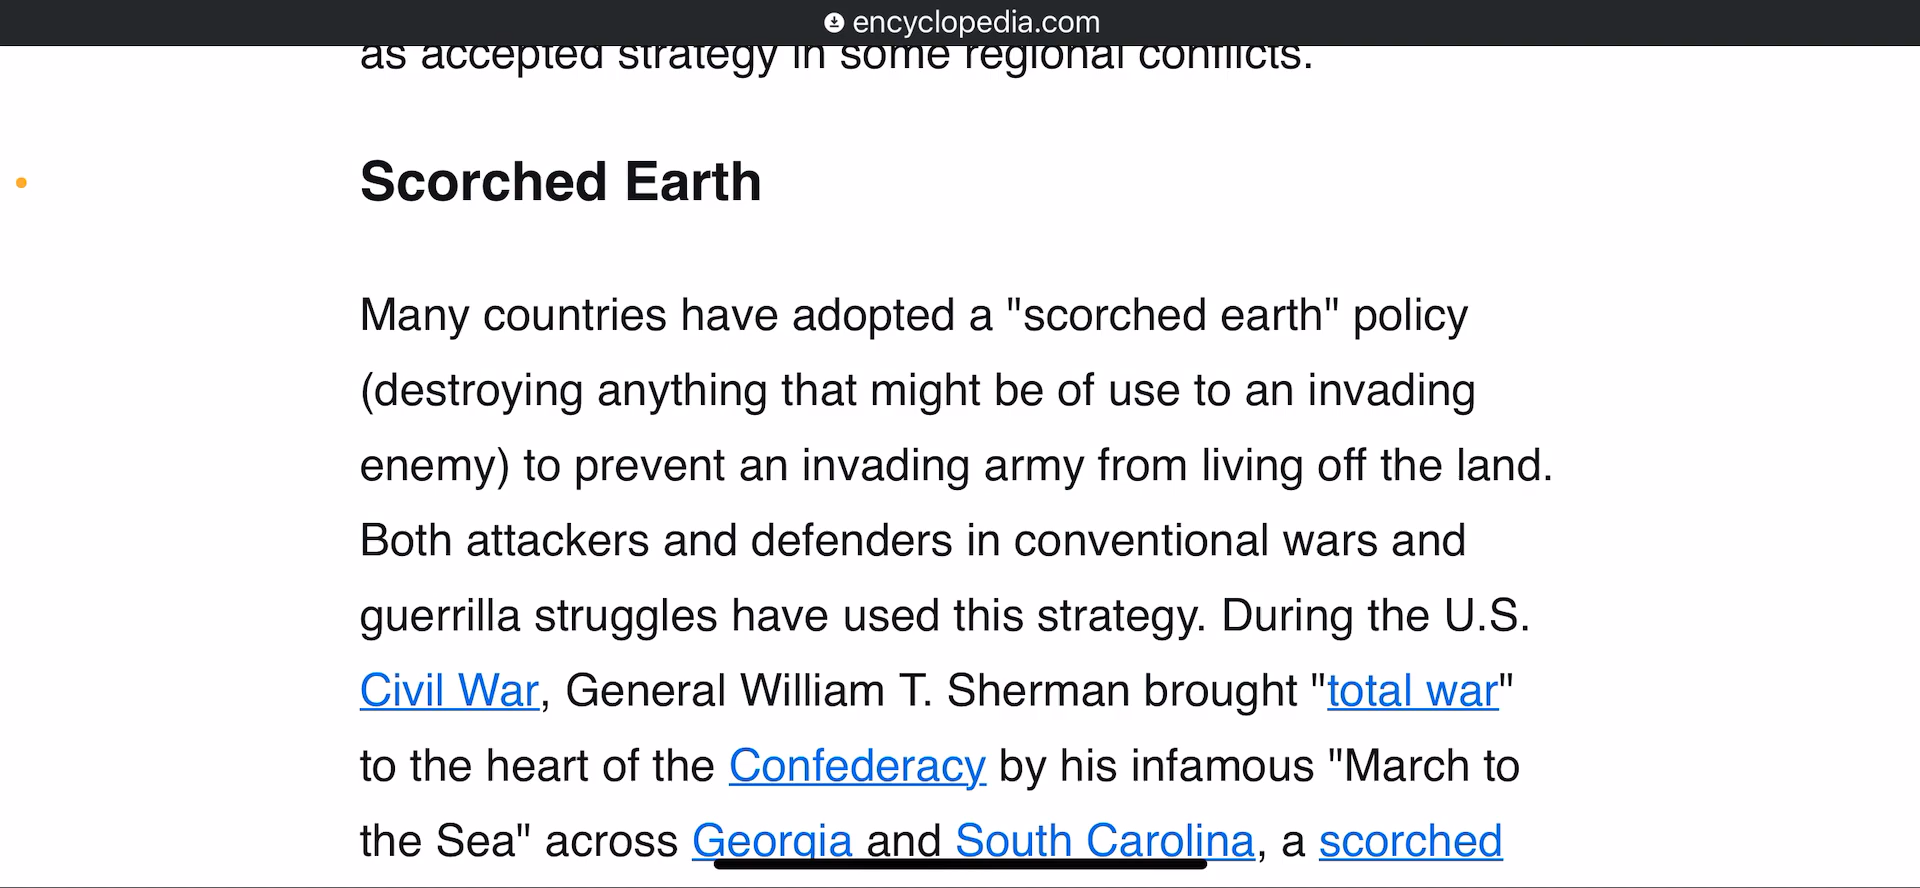 encyclopedia.com
as accepted strategy in some regional conflicts.
Scorched Earth
Many countries have adopted a "scorched earth" policy
(destroying anything that might be of use to an invading
enemy) to prevent an invading army from living off the land.
Both attackers and defenders in conventional wars and
guerrilla struggles have used this strategy. During the U.S.
Civil War, General William T. Sherman brought "total war"
to the heart of the Confederacy by his infamous "March to
the Sea" across Georgia and South Carolina, a scorched